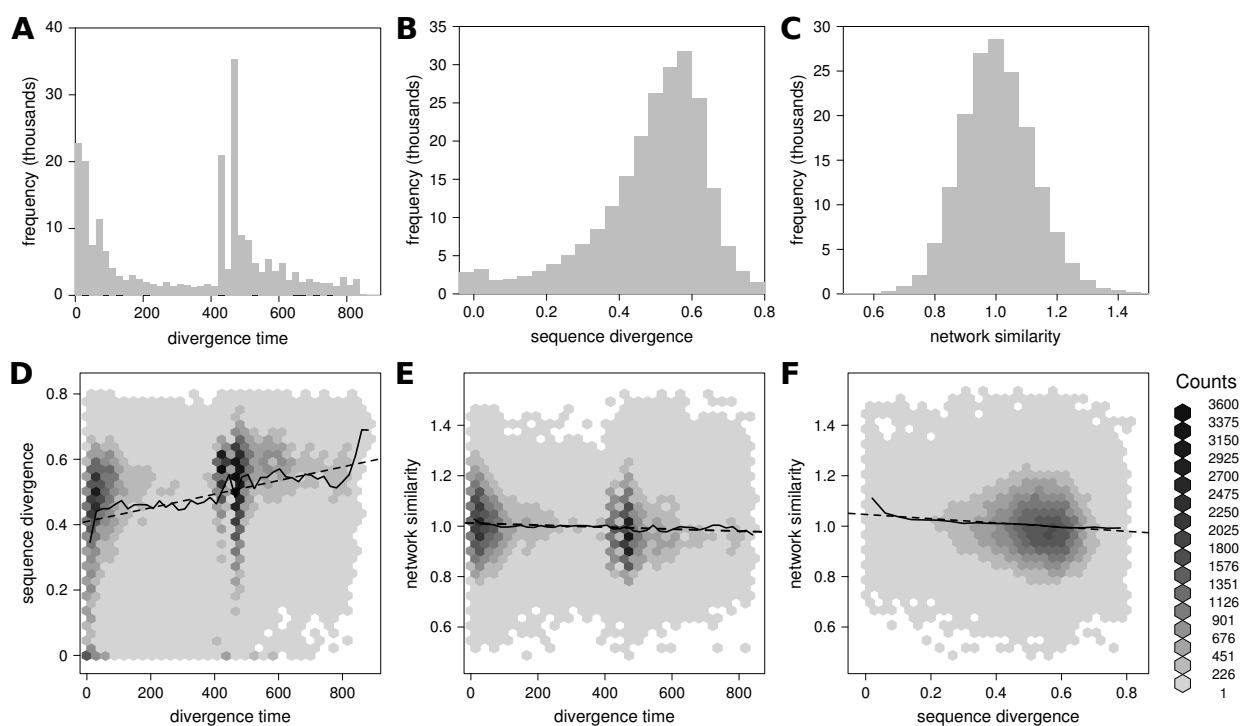 A
40
30
20
10
0
frequency (thousands)
0 200 400 600 800
divergence time
B
35
30
25
20
15
10
5
0
frequency (thousands)
0.0 0.2 0.4 0.6 0.8
sequence divergence
C
30
25
20
15
10
5
0
frequency (thousands)
0.6 0.8 1.0 1.2 1.4
network similarity
D
0.8
0.6
0.4
0.2
0
sequence divergence
0 200 400 600 800
divergence time
E
1.4
1.2
1.0
0.8
0.6
network similarity
0 200 400 600 800
divergence time
F
1.4
1.2
1.0
0.8
0.6
network similarity
0 0.2 0.4 0.6 0.8
sequence divergence
Counts
3600
3375
3150
2925
2700
2475
2250
2025
1800
1576
1351
1126
901
676
451
226
1